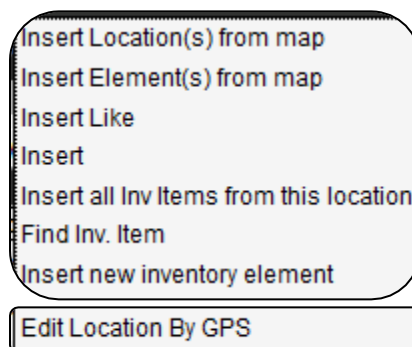 Insert Location(s) from map
Insert Element(s) from map
Insert Like
Insert
Insert all Inv Items from this location
Find Inv. Item
Insert new inventory element
Edit Location By GPS